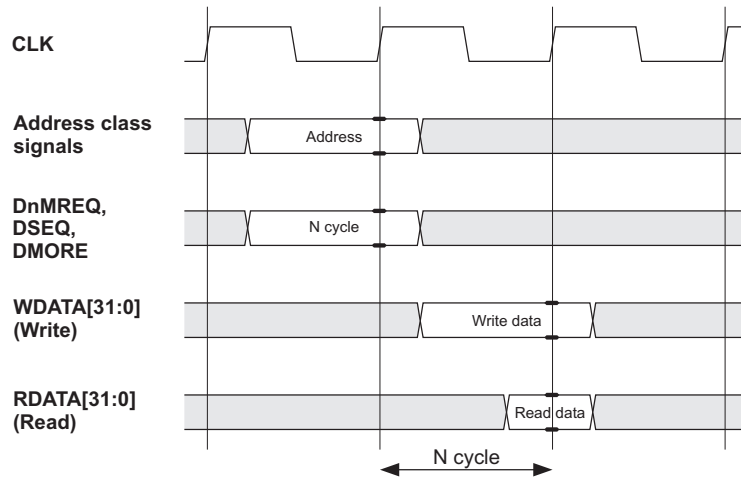 CLK
Address class
signals
Address
DnMREQ,
DSEQ,
DMORE
N cycle
WDATA[31:0]
(Write)
Write data
RDATA[31:0]
(Read)
Read data
N cycle